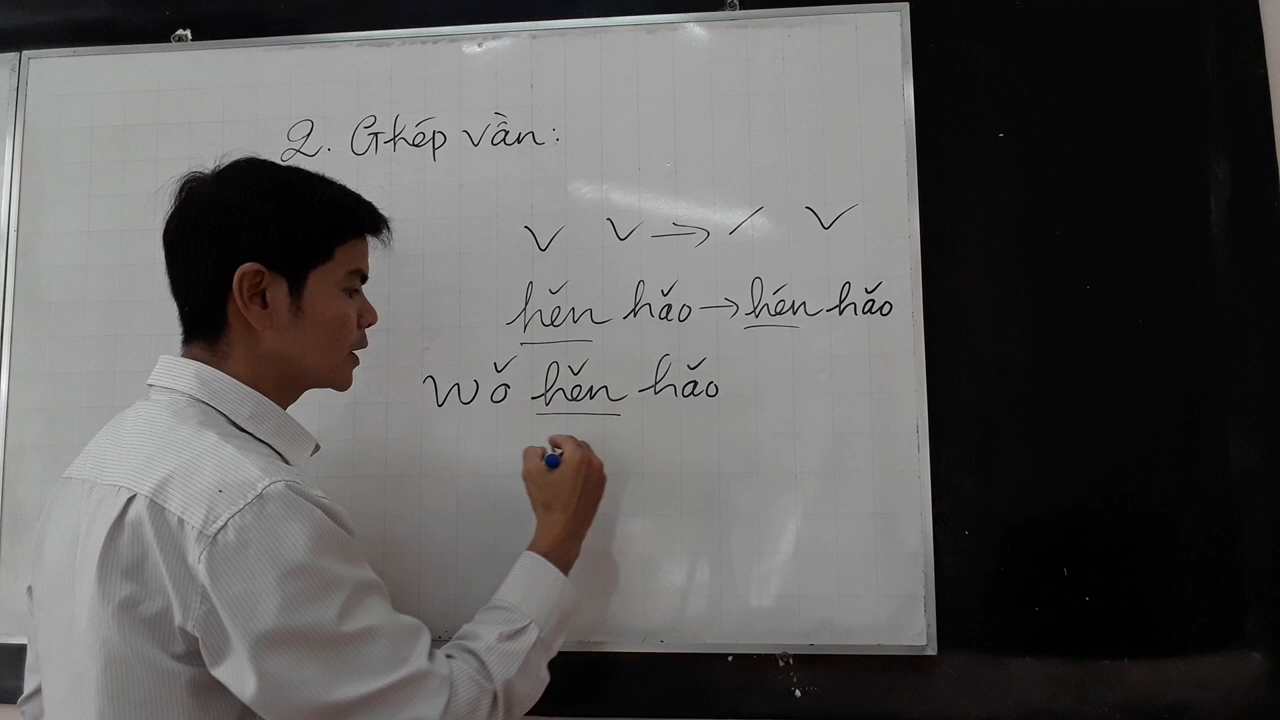 2. Ghép vần:
ˇ ˇ → ˊ ˇ
hěn hǎo → hén hǎo
Wǒ hěn hǎo